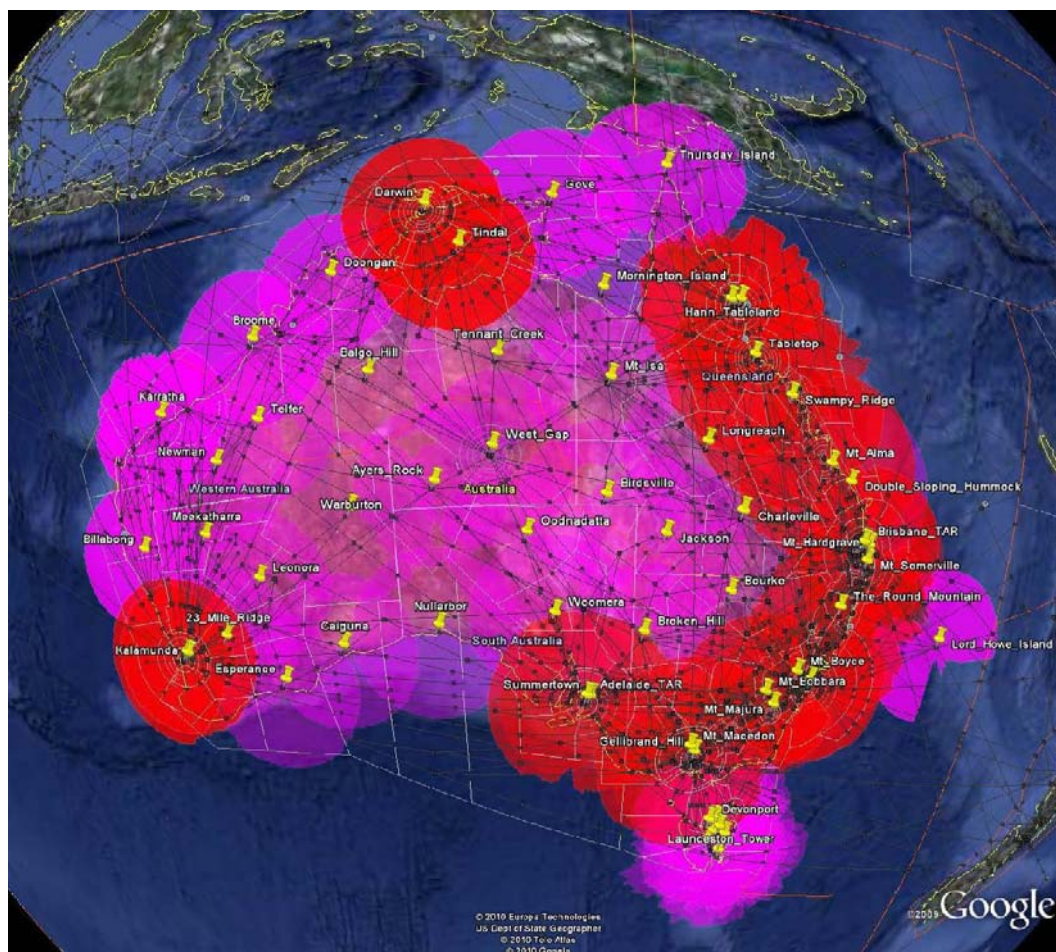 Thursday_Island
Darwin
Gove
Tindal
Doongan
Mornington_Island
Hann_Tableland
Broome
Tennant_Creek
Tabletop
Balgo_Hill
Mt_Isa
Queensland
Swampy_Ridge
Karratha
Telfer
Longreach
West_Gap
Newman
Mt_Alma
Ayers_Rock
Western Australia
Australia
Birdsville
Double_Sloping_Hummock
Warburton
Charleville
Meekatharra
Oodnadatta
Brisbane_TAR
Billabong
Jackson
Mt_Hardgrave
Mt_Somerville
Leonora
Bourke
The_Round_Mountain
Nullarbor
Woomera
23_Mile_Ridge
Caiguna
South Australia
Broken_Hill
Lord_Howe_Island
Kalamunda
Esperance
Mt_Boyce
Summertown
Adelaide_TAR
Mt_Bobbara
Mt_Majura
Gellibrand_Hill
Mt_Macedon
Devonport
Launceston_Tower
© 2010 Europa Technologies
US Dept of State Geographer
© 2010 Tele Atlas
© 2010 Google
©2009 Google